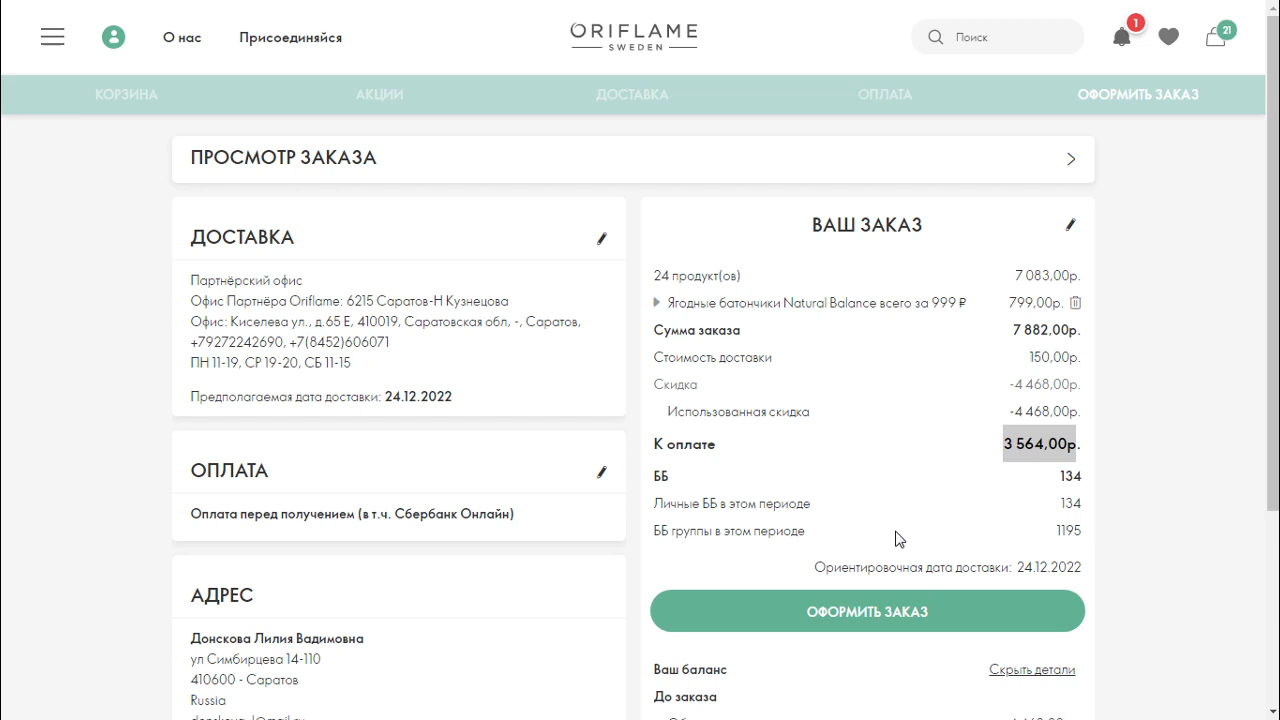 О нас
Присоединяйся
ORIFLAME
SWEDEN
Поиск
1
21
КОРЗИНА
АКЦИИ
ДОСТАВКА
ОПЛАТА
ОФОРМИТЬ ЗАКАЗ
ПРОСМОТР ЗАКАЗА
ДОСТАВКА
Партнёрский офис
Офис Партнёра Oriflame: 6215 Саратов-Н Кузнецова
Офис: Киселева ул., д.65 Е, 410019, Саратовская обл, -, Саратов,
+79272242690, +7(8452)606071
ПН 11-19, СР 19-20, СБ 11-15
Предполагаемая дата доставки: 24.12.2022
ОПЛАТА
Оплата перед получением (в т.ч. Сбербанк Онлайн)
АДРЕС
Донскова Лилия Вадимовна
ул Симбирцева 14-110
410600 - Саратов
Russia
ВАШ ЗАКАЗ
24 продукт(ов) 7 083,00р.
Ягодные батончики Natural Balance всего за 999 ₽ 799,00р.
Сумма заказа 7 882,00р.
Стоимость доставки 150,00р.
Скидка -4 468,00р.
Использованная скидка -4 468,00р.
К оплате 3 564,00р.
ББ 134
Личные ББ в этом периоде 134
ББ группы в этом периоде 1195
Ориентировочная дата доставки: 24.12.2022
ОФОРМИТЬ ЗАКАЗ
Ваш баланс Скрыть детали
До заказа